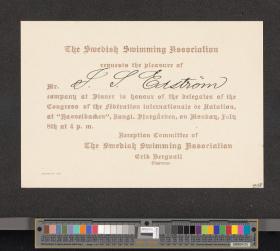 The Swedish Swimming Association
requests the pleasure of
Mr. J. S. Edström
company at Dinner in honour of the delegates of the
Congress of the Fédération internationale de Natation,
at "Hasselbacken", Kungl. Djurgården, on Monday, July
8th at 4 p. m.
Reception Committee of
The Swedish Swimming Association
Erik Bergvall
Chairman